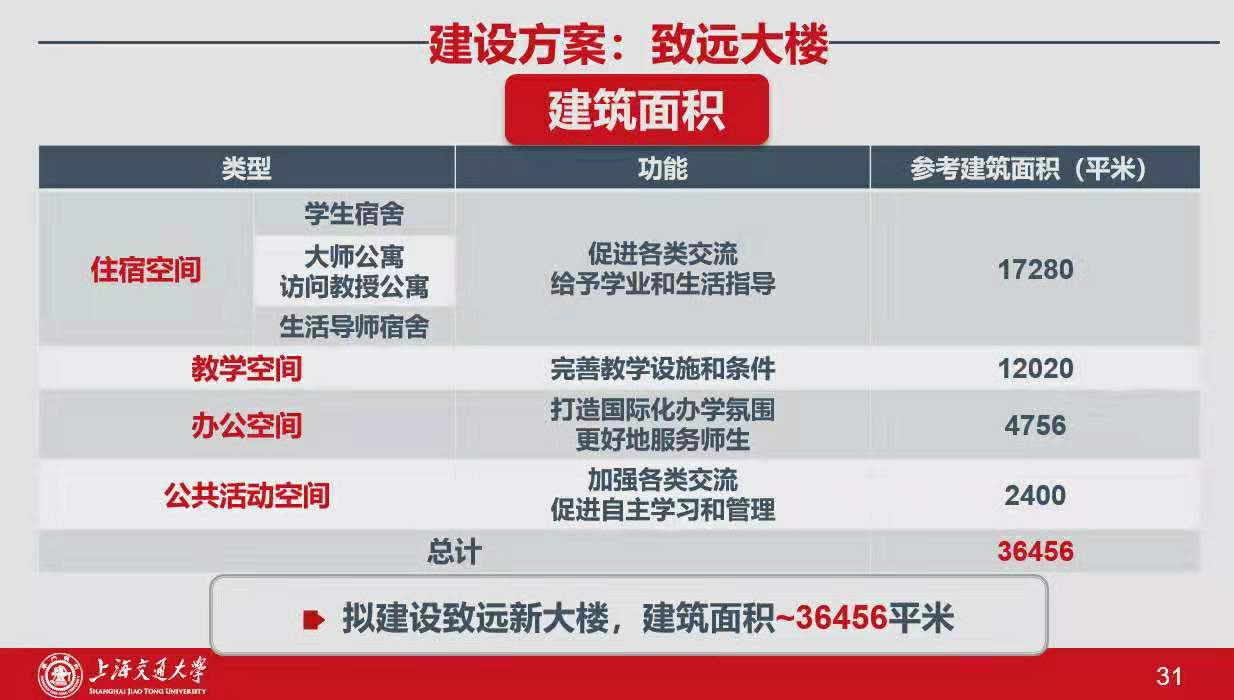 建设方案：致远大楼
建筑面积
类型 功能 参考建筑面积（平米）
住宿空间
学生宿舍
大师公寓
访问教授公寓
生活导师宿舍
促进各类交流
给予学业和生活指导
17280
教学空间 完善教学设施和条件 12020
办公空间
打造国际化办学氛围
更好地服务师生
4756
公共活动空间
加强各类交流
促进自主学习和管理
2400
总计 36456
拟建设致远新大楼，建筑面积~36456平米
上海交通大学
SHANGHAI JIAO TONG UNIVERSITY
31